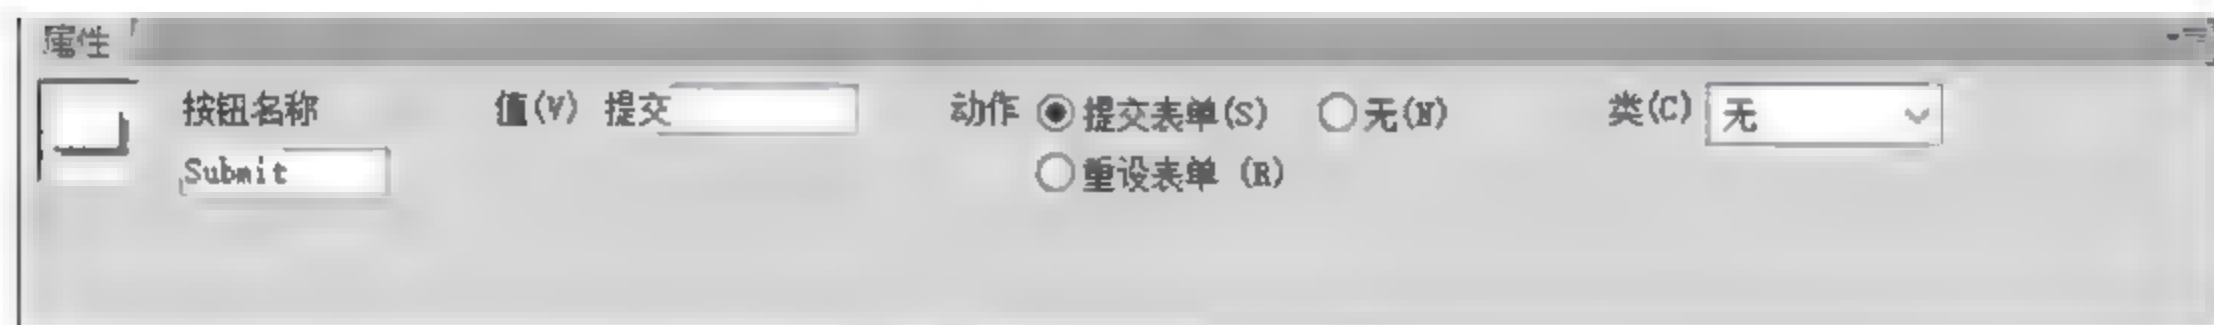 属性
按钮名称 值(V) 提交 动作 提交表单(S) 无(N) 类(C) 无
Submit 重设表单 (R)